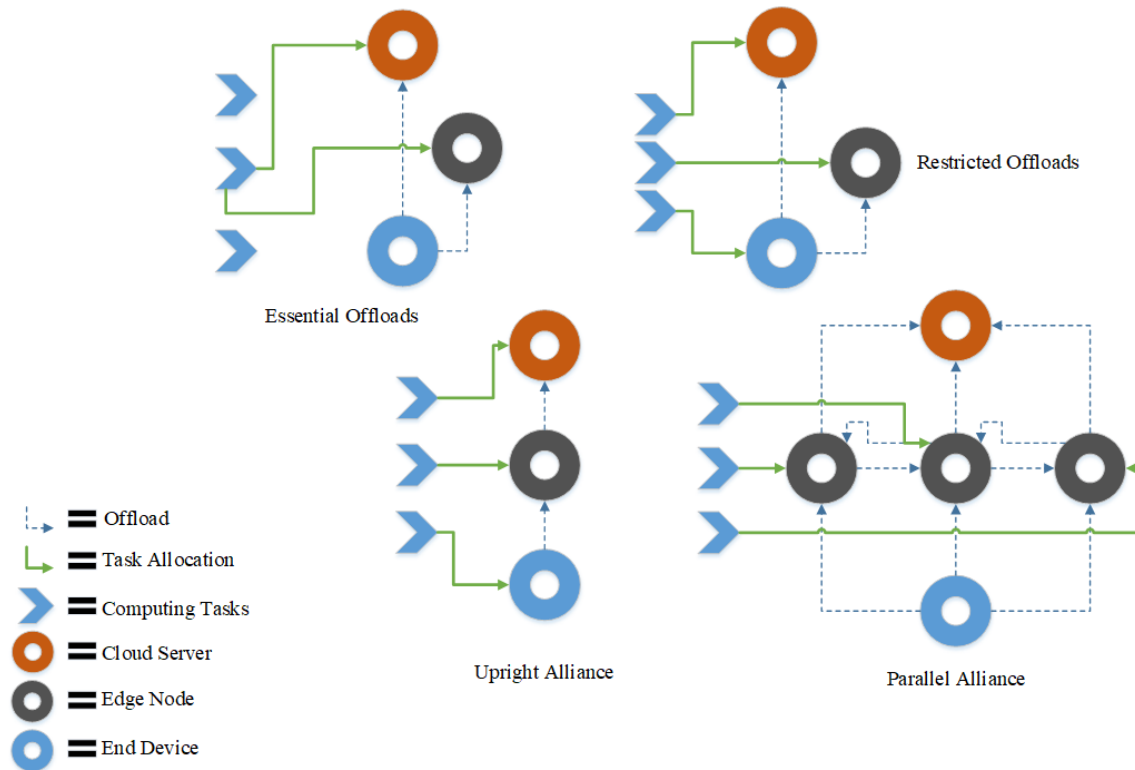 Restricted Offloads
Essential Offloads
Offload
Task Allocation
Computing Tasks
Cloud Server
Upright Alliance
Parallel Alliance
Edge Node
End Device